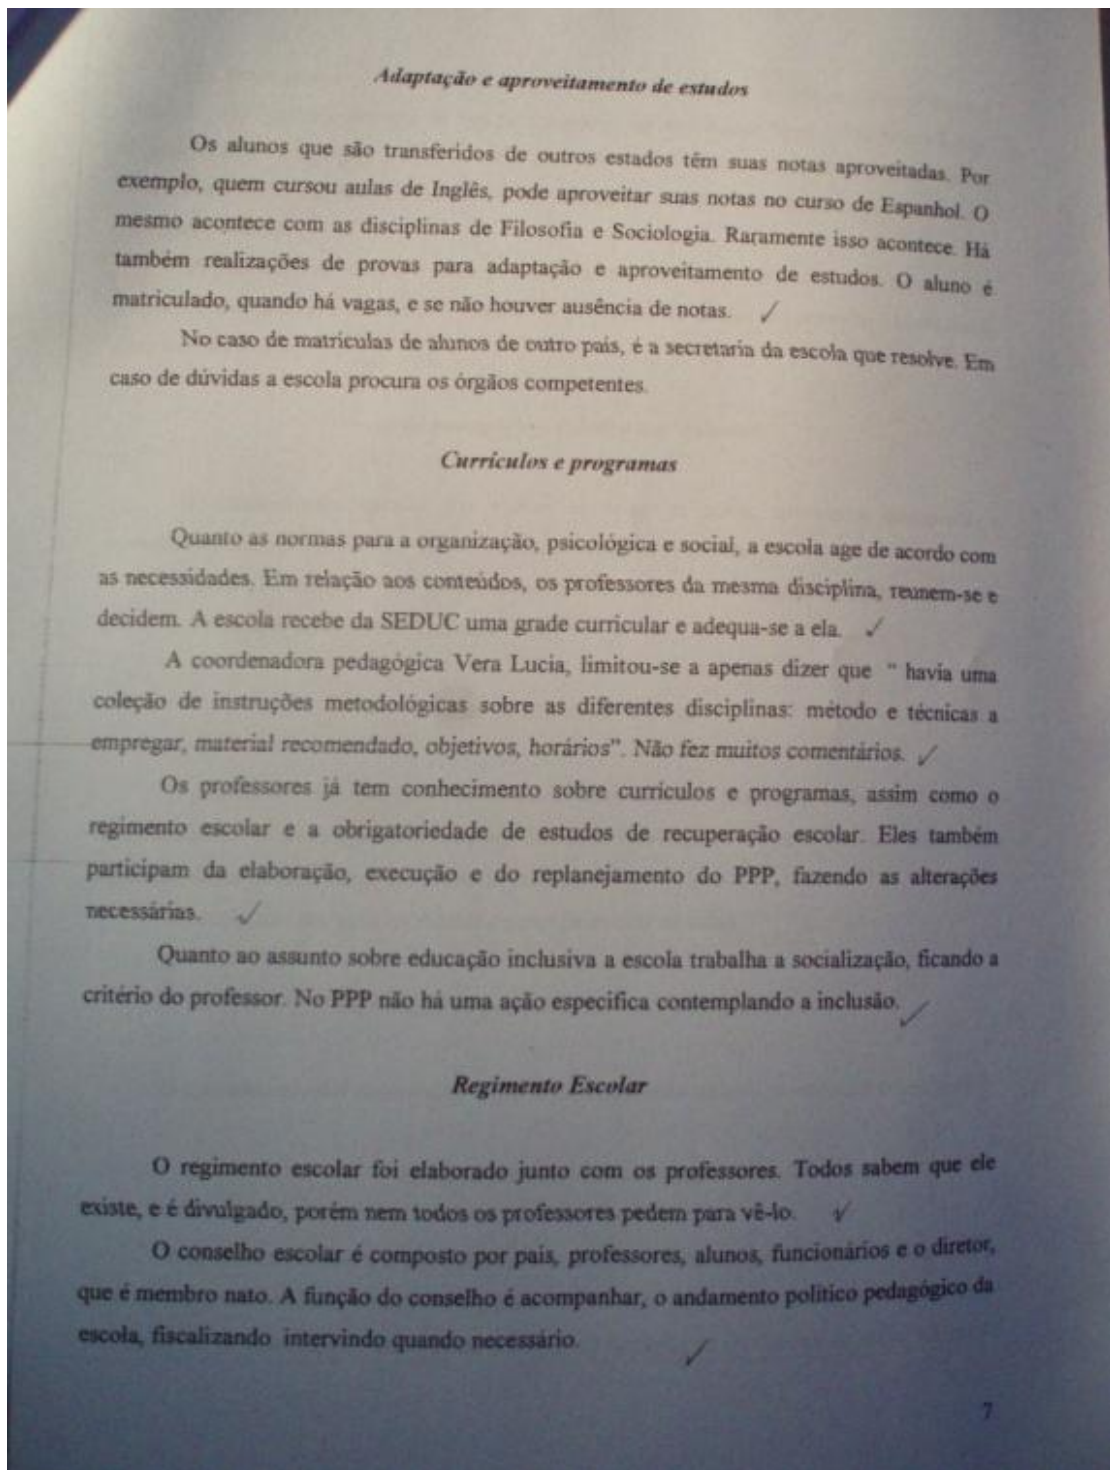 Adaptação e aproveitamento de estudos
Os alunos que são transferidos de outros estados têm suas notas aproveitadas. Por
exemplo, quem cursou aulas de Inglês, pode aproveitar suas notas no curso de Espanhol. O
mesmo acontece com as disciplinas de Filosofia e Sociologia. Raramente isso acontece. Há
também realizações de provas para adaptação e aproveitamento de estudos. O aluno é
matriculado, quando há vagas, e se não houver ausência de notas.
No caso de matrículas de alunos de outro país, é a secretaria da escola que resolve. Em
caso de dúvidas a escola procura os órgãos competentes.
Currículos e programas
Quanto as normas para a organização, psicológica e social, a escola age de acordo com
as necessidades. Em relação aos conteúdos, os professores da mesma disciplina, reunem-se e
decidem. A escola recebe da SEDUC uma grade curricular e adequa-se a ela.
A coordenadora pedagógica Vera Lucia, limitou-se a apenas dizer que " havia uma
coleção de instruções metodológicas sobre as diferentes disciplinas: método e técnicas a
empregar, material recomendado, objetivos, horários". Não fez muitos comentários.
Os professores já tem conhecimento sobre currículos e programas, assim como o
regimento escolar e a obrigatoriedade de estudos de recuperação escolar. Eles também
participam da elaboração, execução e do replanejamento do PPP, fazendo as alterações
necessárias.
Quanto ao assunto sobre educação inclusiva a escola trabalha a socialização, ficando a
critério do professor. No PPP não há uma ação especifica contemplando a inclusão.
Regimento Escolar
O regimento escolar foi elaborado junto com os professores. Todos sabem que ele
existe, e é divulgado, porém nem todos os professores pedem para vê-lo.
O conselho escolar é composto por pais, professores, alunos, funcionários e o diretor,
que é membro nato. A função do conselho é acompanhar, o andamento político pedagógico da
escola, fiscalizando intervindo quando necessário.
7